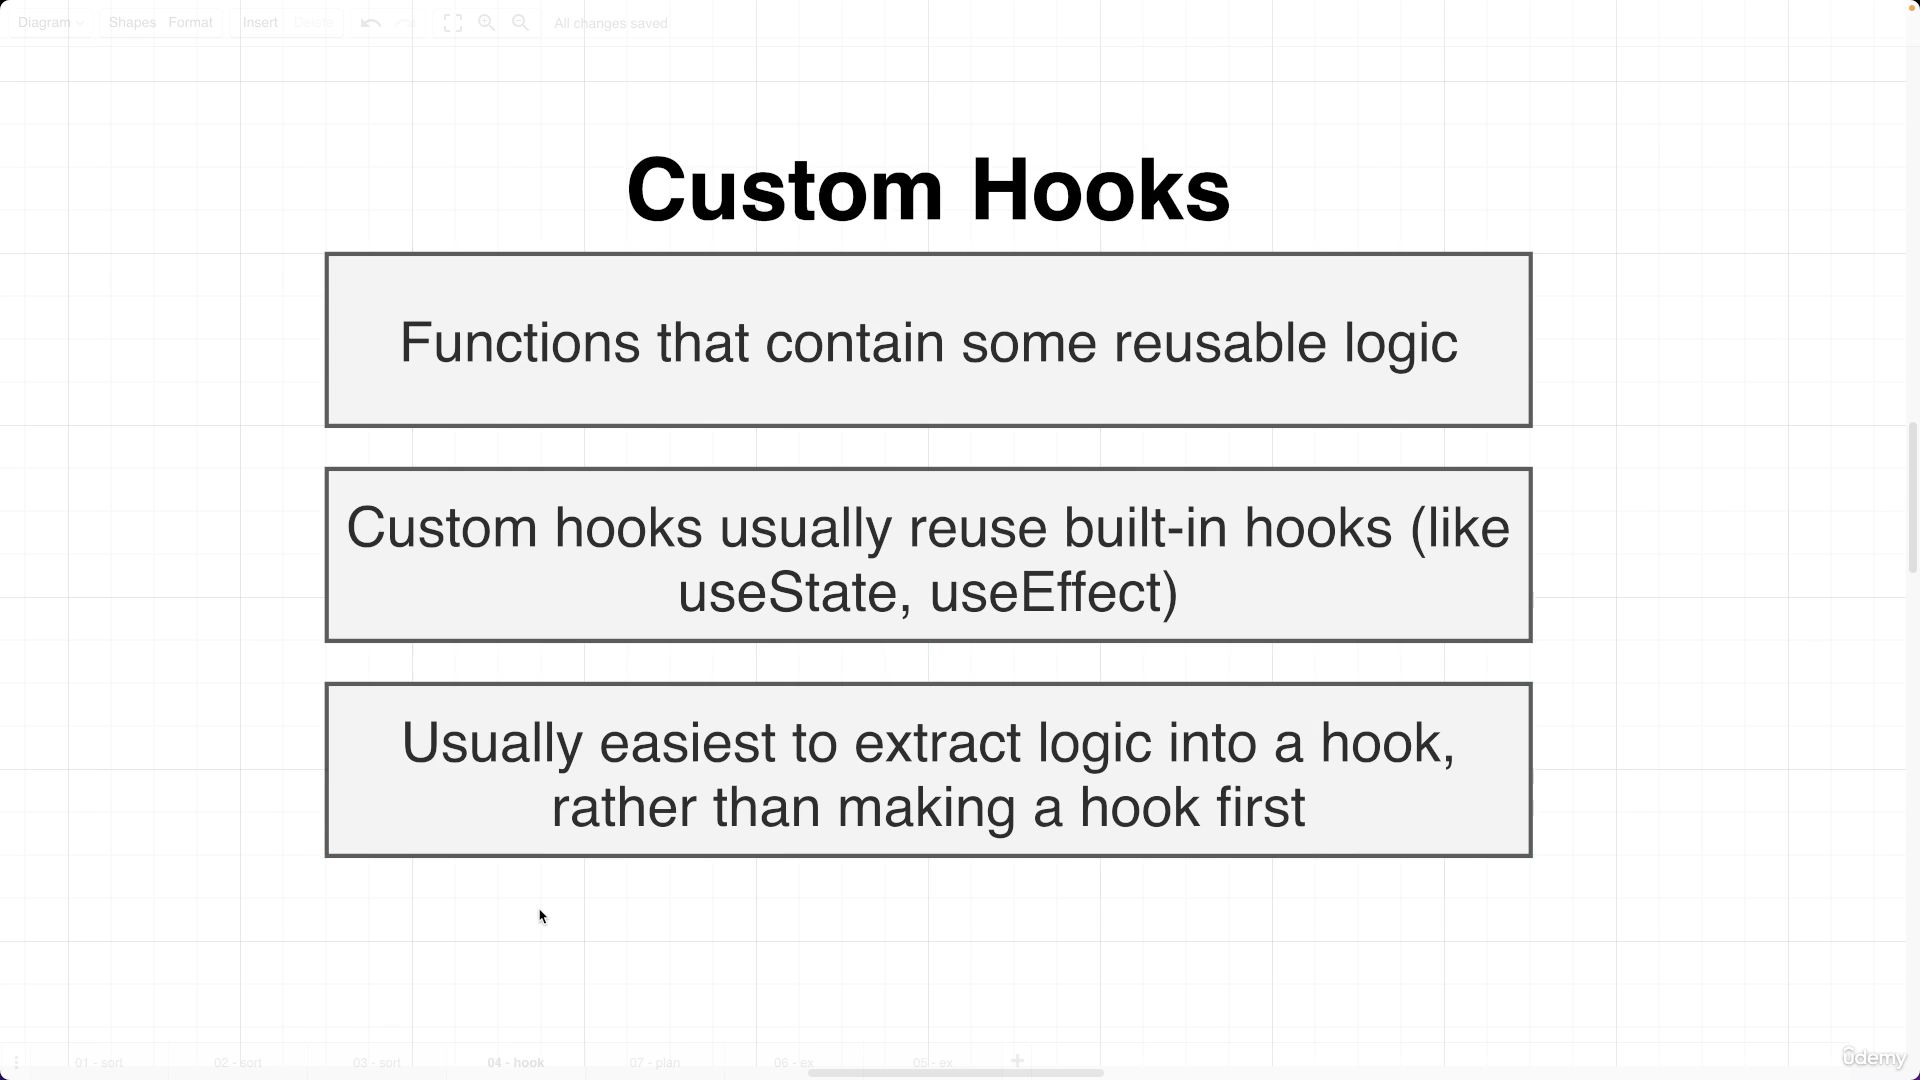 Diagram Shapes Format Insert Delete All changes saved
Custom Hooks
Functions that contain some reusable logic
Custom hooks usually reuse built-in hooks (like
useState, useEffect)
Usually easiest to extract logic into a hook,
rather than making a hook first
01 - sort 02 - sort 03 - sort 04 - hook 07 - plan 06 - ex 05 - ex
ûdemy